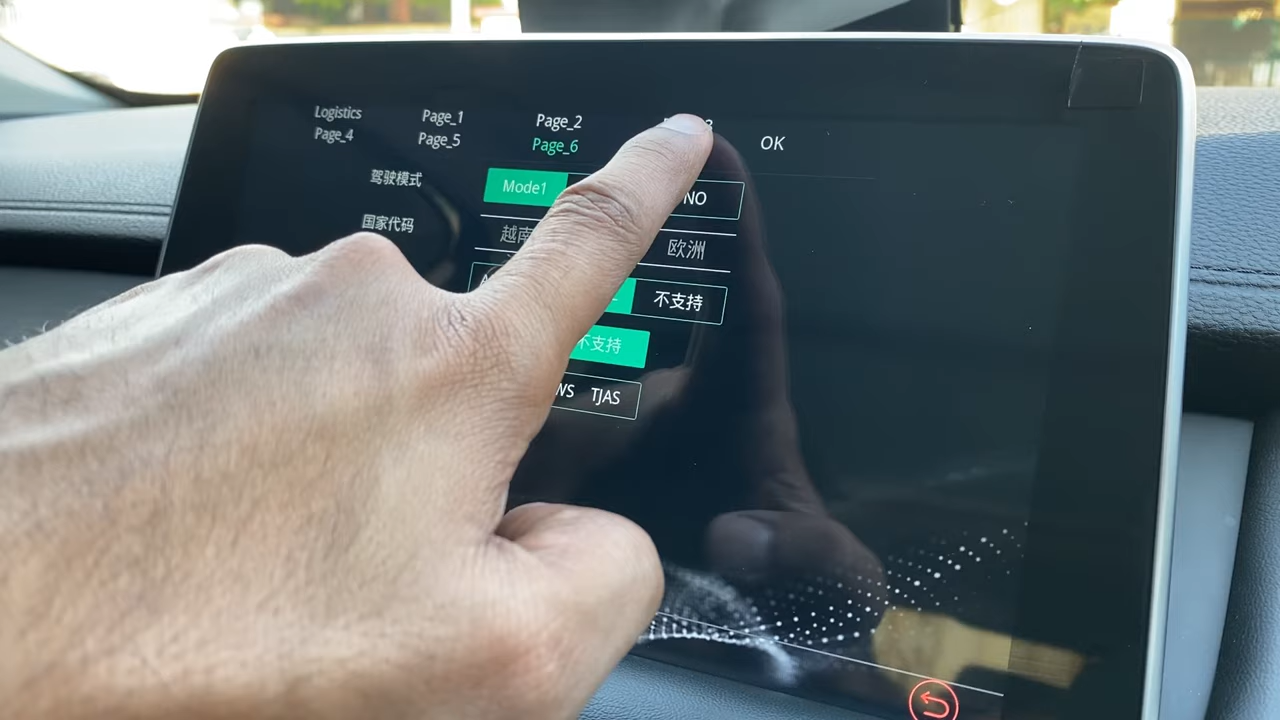 Logistics Page_1 Page_2
Page_4 Page_5 Page_6 OK
驾驶模式 Mode1 NO
国家代码 越南 欧洲
不支持
不支持
TJAS